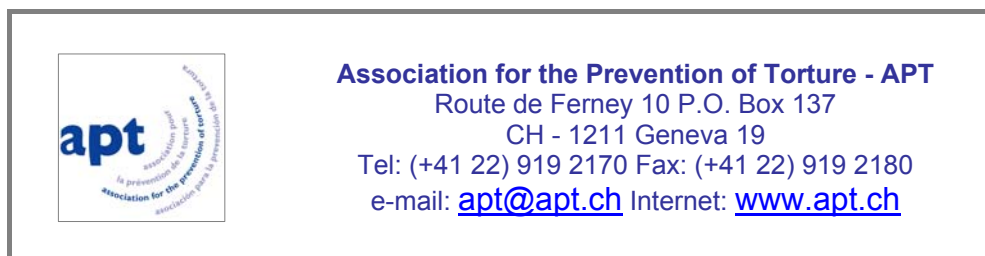 apt
association pour
la prévention de la torture
association for the prevention of torture
asociación para la prevención de la tortura
Association for the Prevention of Torture - APT
Route de Ferney 10 P.O. Box 137
CH - 1211 Geneva 19
Tel: (+41 22) 919 2170 Fax: (+41 22) 919 2180
e-mail: apt@apt.ch Internet: www.apt.ch